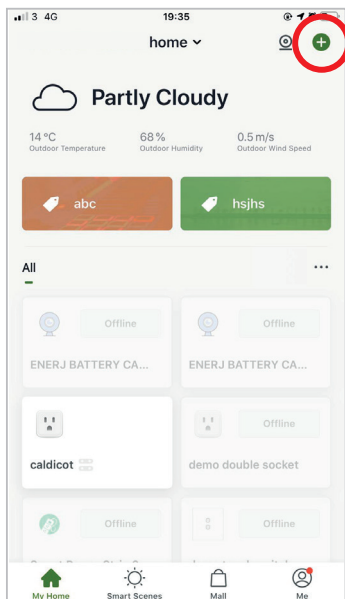 3 4G 19:35
home
Partly Cloudy
14 °C 68% 0.5 m/s
Outdoor Temperature Outdoor Humidity Outdoor Wind Speed
abc hsjhs
All
Offline Offline
ENERJ BATTERY CA... ENERJ BATTERY CA...
Offline
caldicot demo double socket
Offline Offline
My Home Smart Scenes Mall Me